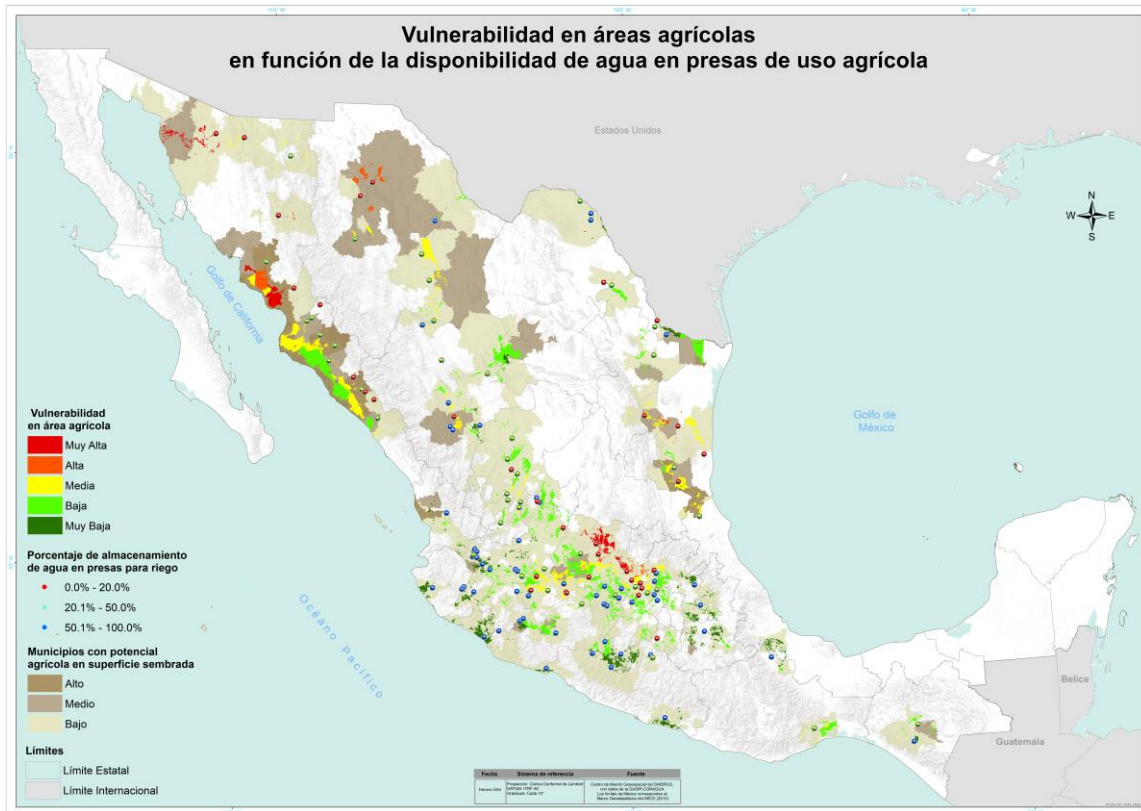 Vulnerabilidad en áreas agrícolas
en función de la disponibilidad de agua en presas de uso agrícola
Estados Unidos
N
W E
S
Golfo de California
Golfo de
México
Océano Pacífico
Belice
Guatemala
Vulnerabilidad
en área agrícola
Muy Alta
Alta
Media
Baja
Muy Baja
Porcentaje de almacenamiento
de agua en presas para riego
0.0% - 20.0%
20.1% - 50.0%
50.1% - 100.0%
Municipios con potencial
agrícola en superficie sembrada
Alto
Medio
Bajo
Límites
Límite Estatal
Límite Internacional
Fecha Sistema de referencia Fuente